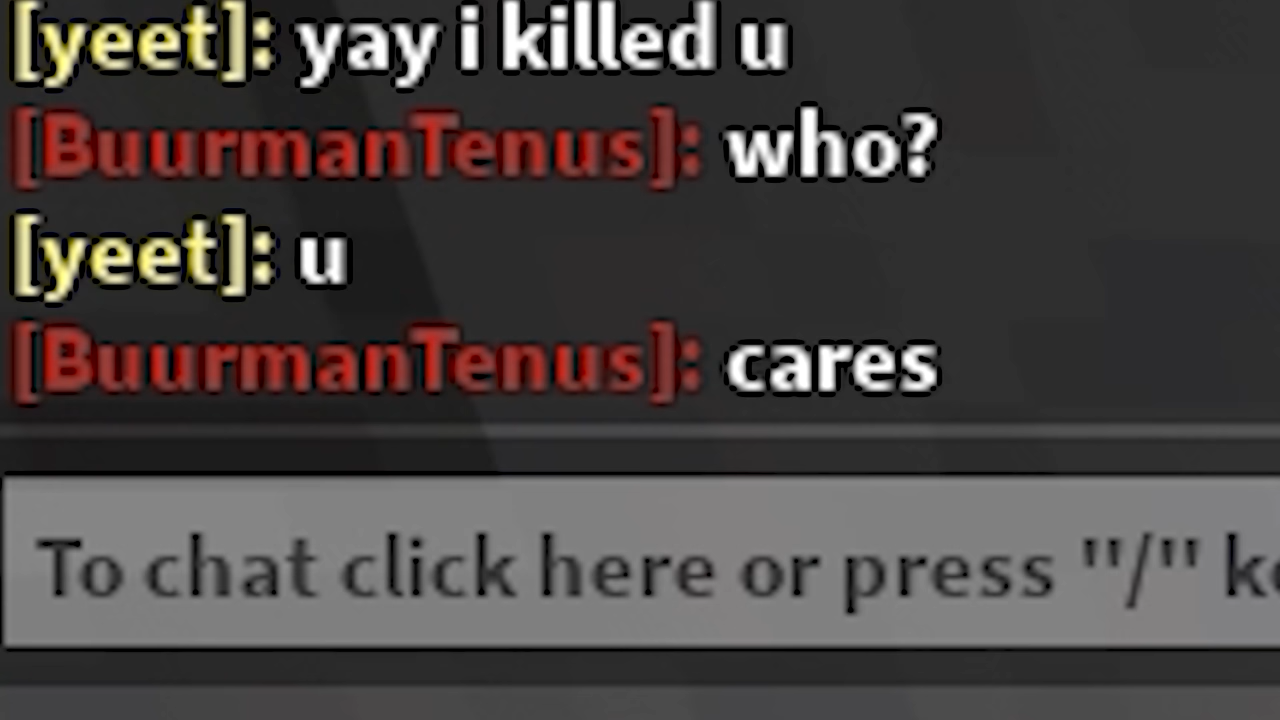 [yeet]: yay i killed u
[BuurmanTenus]: who?
[yeet]: u
[BuurmanTenus]: cares
To chat click here or press "/"